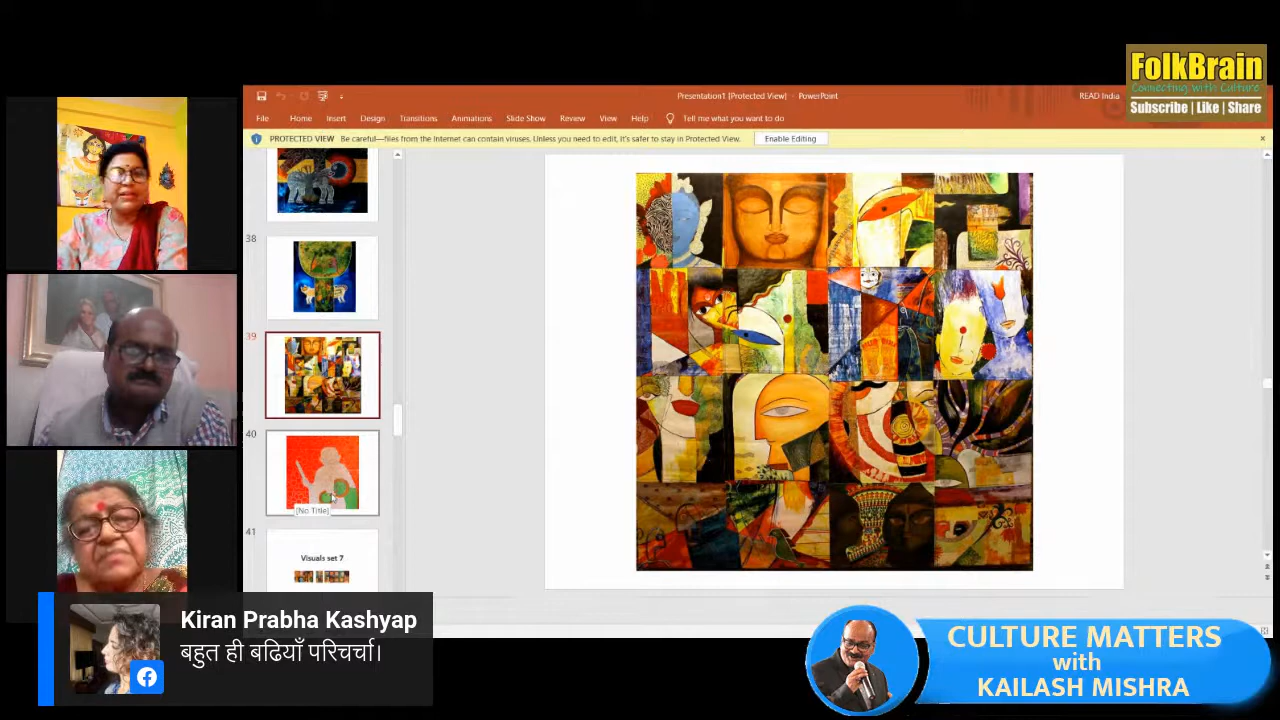 FolkBrain
Connecting With Culture
Subscribe | Like | Share
Presentation1 [Protected View] - PowerPoint
READ India
File Home Insert Design Transitions Animations Slide Show Review View Help Tell me what you want to do
PROTECTED VIEW Be careful—files from the Internet can contain viruses. Unless you need to edit, it's safer to stay in Protected View. Enable Editing
38
39
40
[No Title]
41
Visuals set 7
Kiran Prabha Kashyap
बहुत ही बढियाँ परिचर्चा।
CULTURE MATTERS
with
KAILASH MISHRA